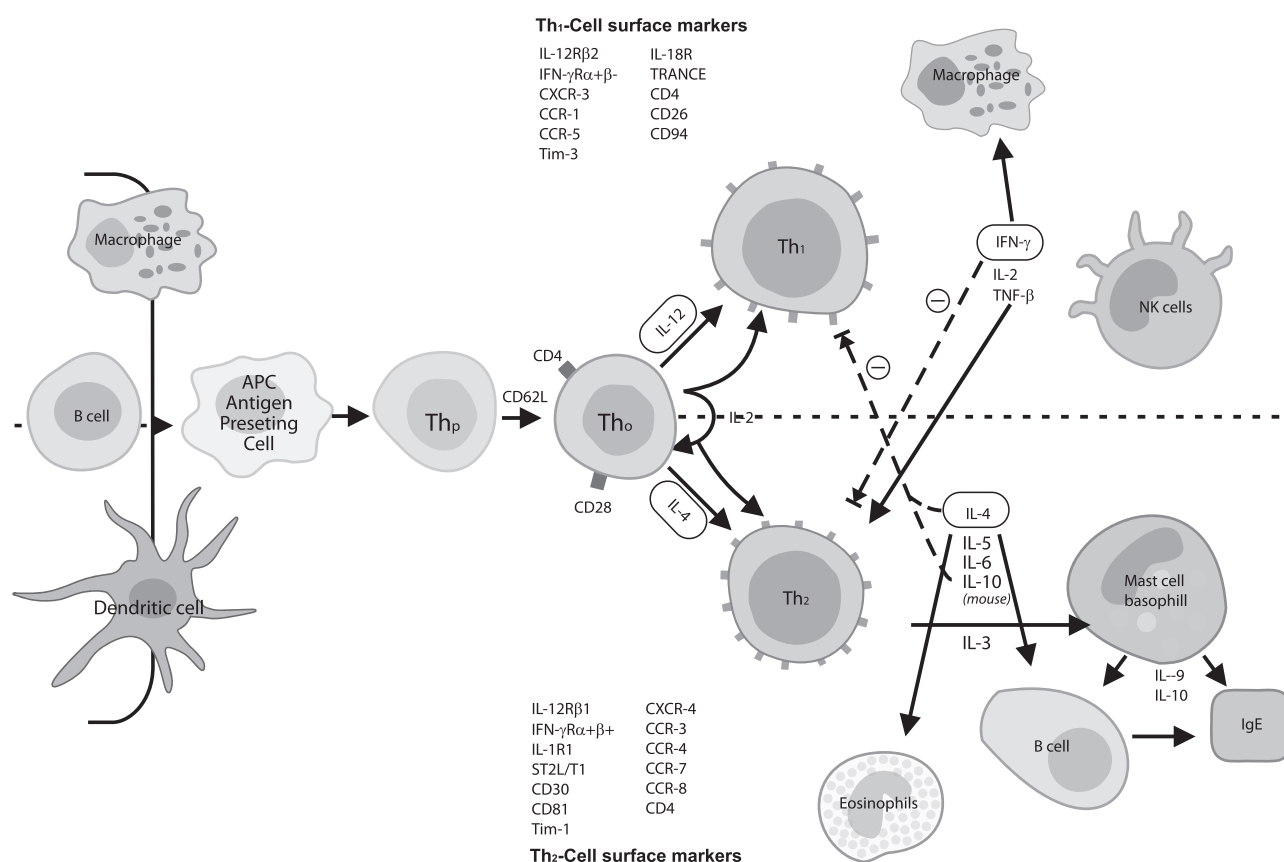 Th1-Cell surface markers
IL-12Rβ2
IFN-γRα+β-
CXCR-3
CCR-1
CCR-5
Tim-3
IL-18R
TRANCE
CD4
CD26
CD94
Macrophage
Macrophage
Th1
IFN-γ
IL-2
TNF-β
NK cells
IL-12
CD4
CD62L
B cell
APC
Antigen
Preseting
Cell
Thp
Th0
IL-2
CD28
IL-4
IL-4
IL-5
IL-6
IL-10
(mouse)
IL-3
Th2
Mast cell
basophill
Dendritic cell
IL--9
IL-10
IgE
B cell
Eosinophils
IL-12Rβ1
IFN-γRα+β+
IL-1R1
ST2L/T1
CD30
CD81
Tim-1
CXCR-4
CCR-3
CCR-4
CCR-7
CCR-8
CD4
Th2-Cell surface markers